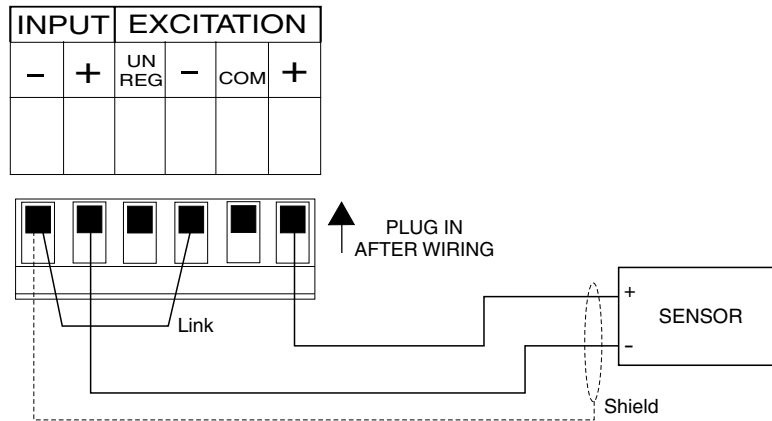 INPUT EXCITATION
- + UN REG - COM +
PLUG IN
AFTER WIRING
+
SENSOR
-
Link
Shield